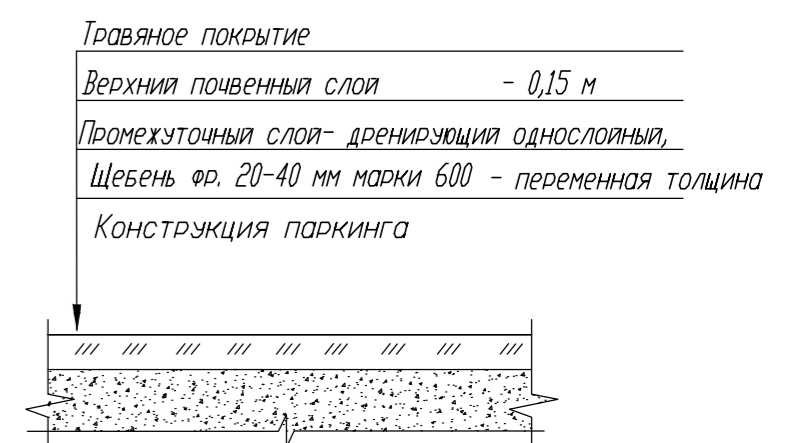 Травяное покрытие
Верхний почвенный слой - 0,15 м
Промежуточный слой- дренирующий однослойный,
Щебень фр. 20-40 мм марки 600 - переменная толщина
Конструкция паркинга